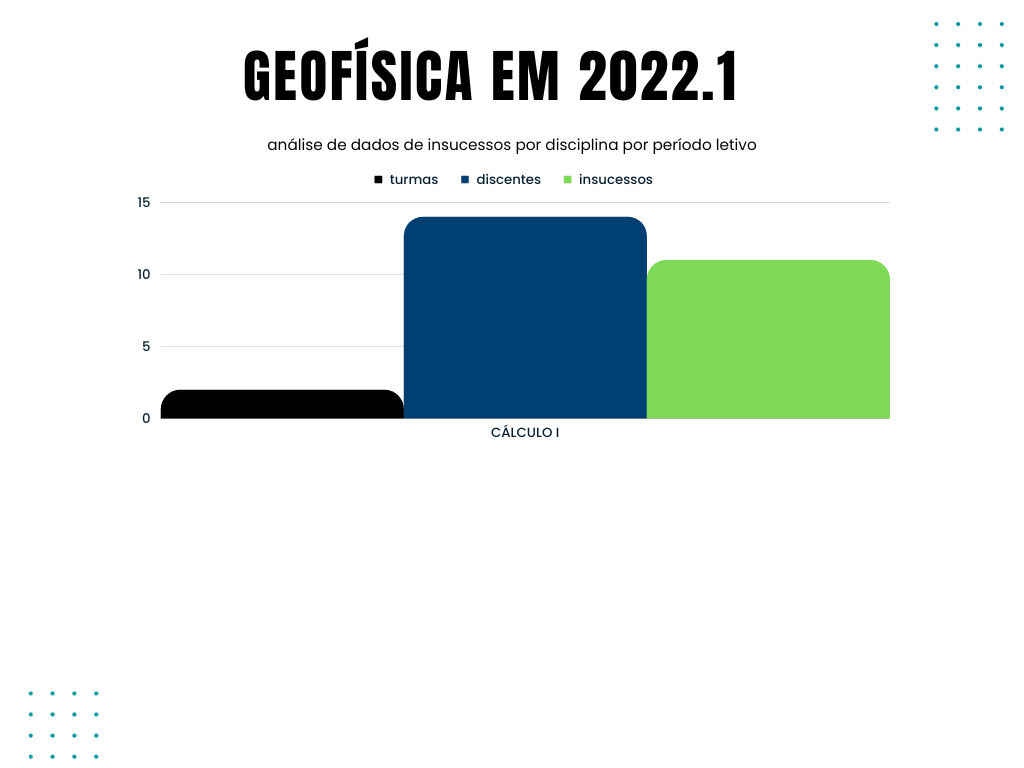 GEOFÍSICA EM 2022.1
análise de dados de insucessos por disciplina por período letivo
turmas discentes insucessos
15
10
5
0
CÁLCULO I